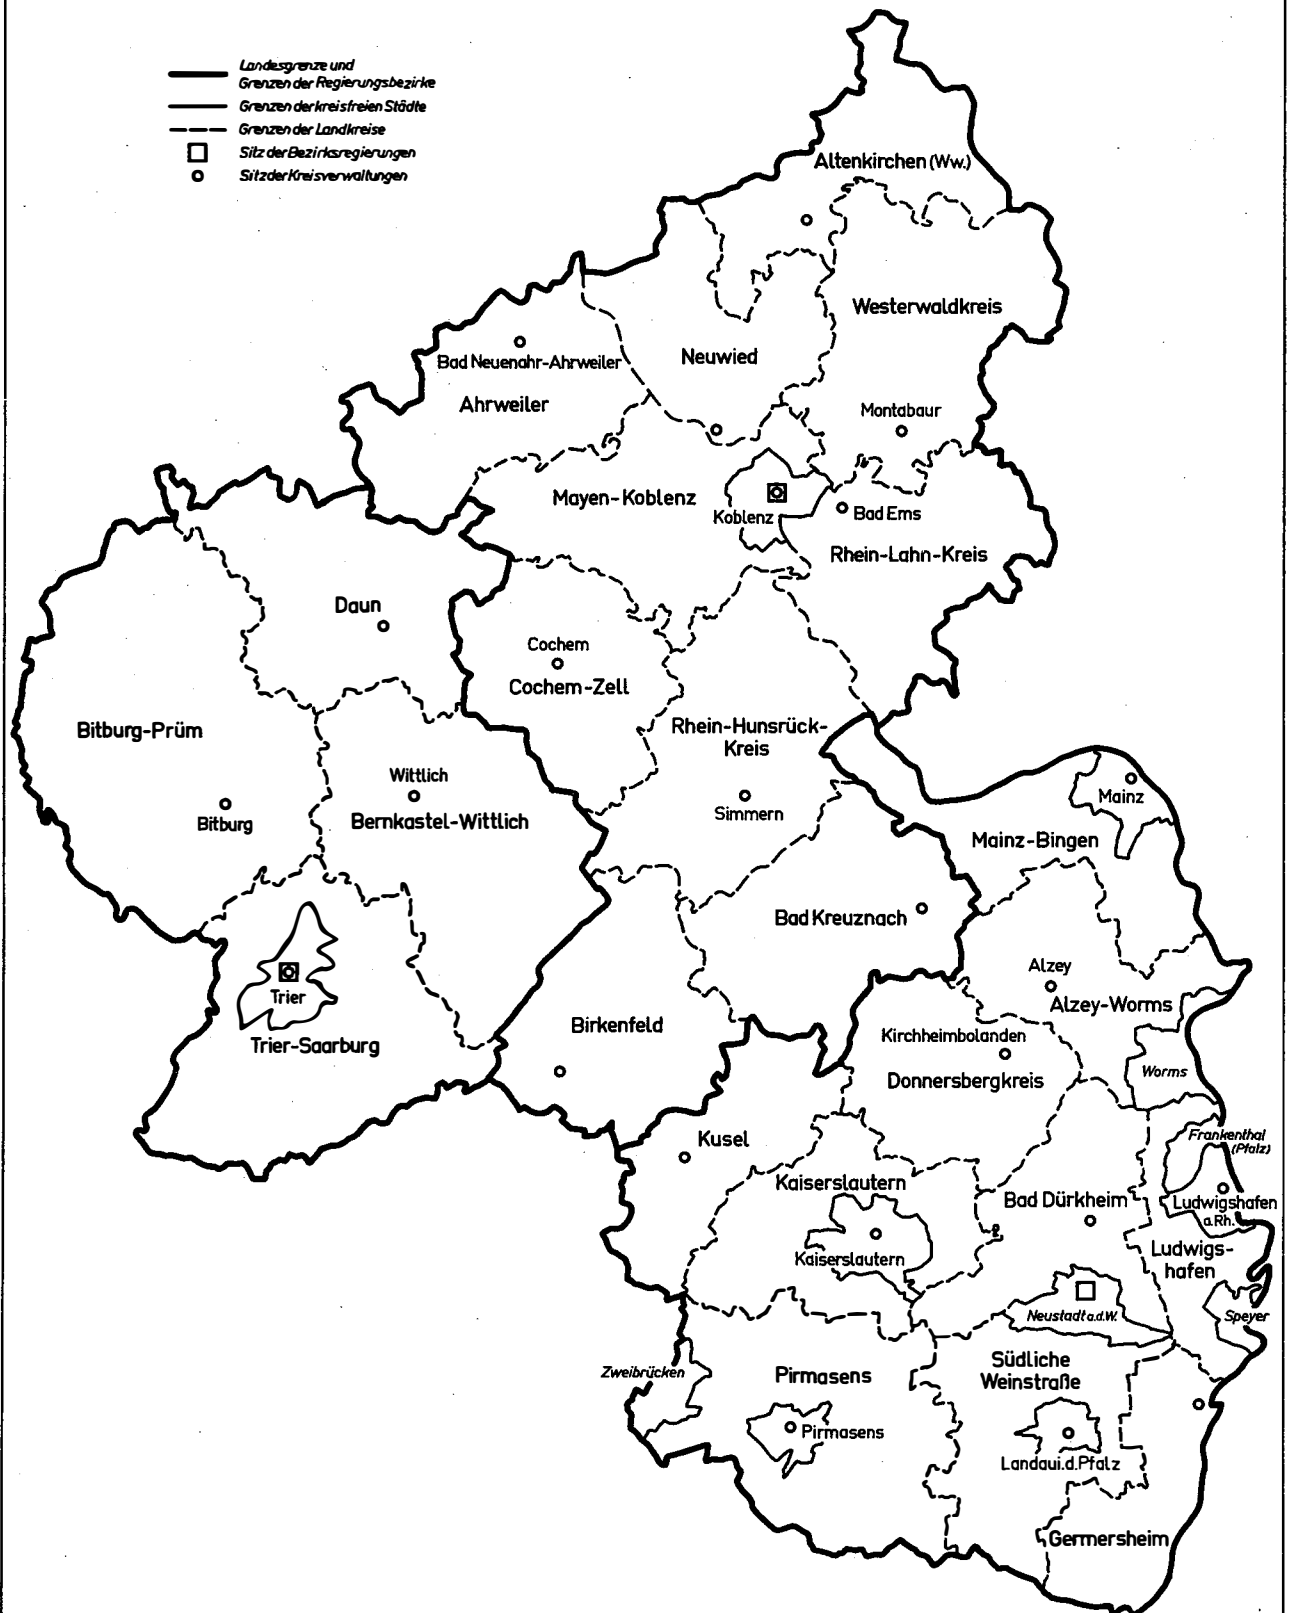 Landesgrenze und
Grenzen der Regierungsbezirke
Grenzen der kreisfreien Städte
Grenzen der Landkreise
Sitz der Bezirksregierungen
Sitz der Kreisverwaltungen
Altenkirchen (Ww.)
Westerwaldkreis
Neuwied
Bad Neuenahr-Ahrweiler
Ahrweiler
Montabaur
Mayen-Koblenz
Koblenz
Bad Ems
Rhein-Lahn-Kreis
Daun
Cochem
Cochem-Zell
Bitburg-Prüm
Rhein-Hunsrück-
Kreis
Wittlich
Bitburg
Bernkastel-Wittlich
Simmern
Mainz
Mainz-Bingen
Bad Kreuznach
Alzey
Alzey-Worms
Trier
Trier-Saarburg
Birkenfeld
Kirchheimbolanden
Donnersbergkreis
Worms
Kusel
Frankenthal
(Pfalz)
Kaiserslautern
Bad Dürkheim
Ludwigshafen
a.Rh.
Kaiserslautern
Ludwigs-
hafen
Neustadt a.d.W.
Speyer
Zweibrücken
Pirmasens
Südliche
Weinstraße
Pirmasens
Landau i.d.Pfalz
Germersheim